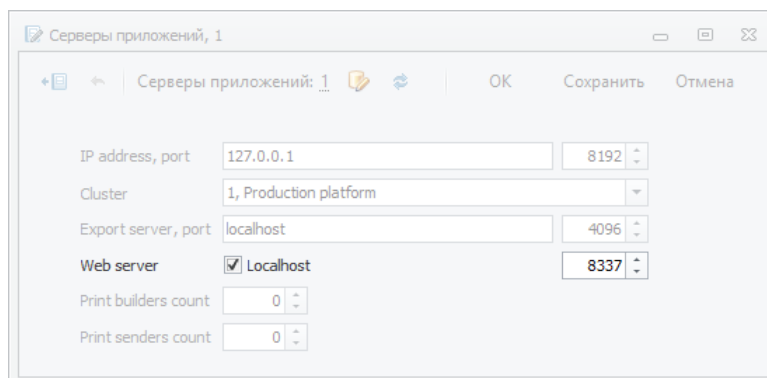 Серверы приложений, 1
Серверы приложений: 1 OK Сохранить Отмена
IP address, port 127.0.0.1 8192
Cluster 1, Production platform
Export server, port localhost 4096
Web server Localhost 8337
Print builders count 0
Print senders count 0